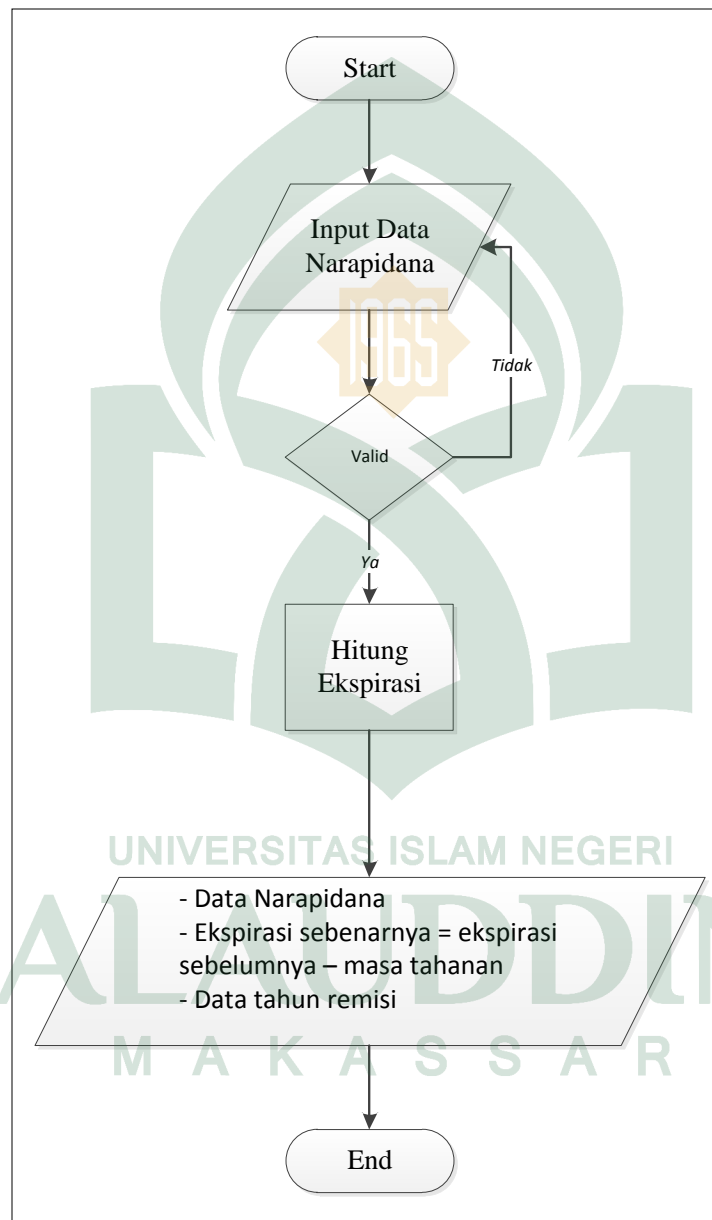 Start
Input Data
Narapidana
1965
Tidak
Valid
Ya
Hitung
Ekspirasi
UNIVERSITAS ISLAM NEGERI
- Data Narapidana
- Ekspirasi sebenarnya = ekspirasi
sebelumnya – masa tahanan
- Data tahun remisi
ALAUDDIN
M A K A S S A R
End